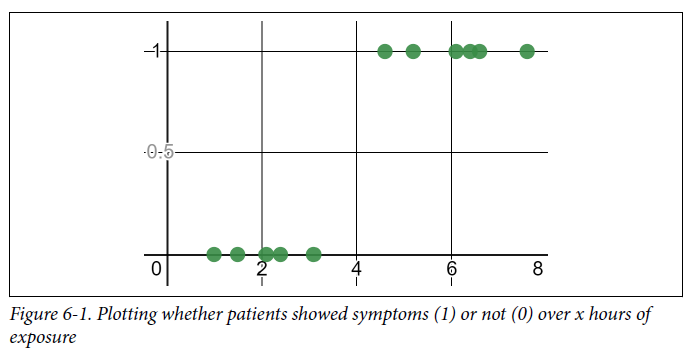 1
0.5
0 2 4 6 8
Figure 6-1. Plotting whether patients showed symptoms (1) or not (0) over x hours of
exposure